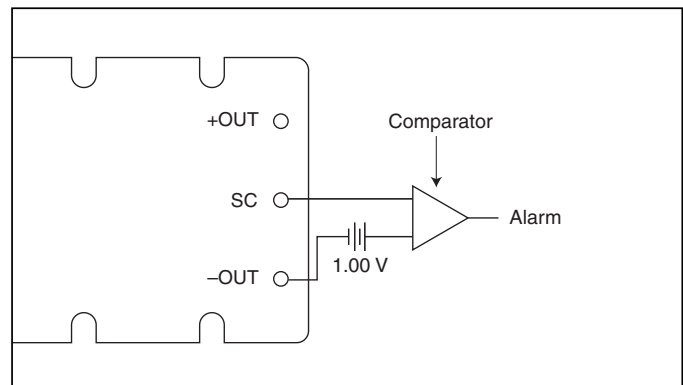 +OUT
Comparator
SC
Alarm
1.00 V
–OUT